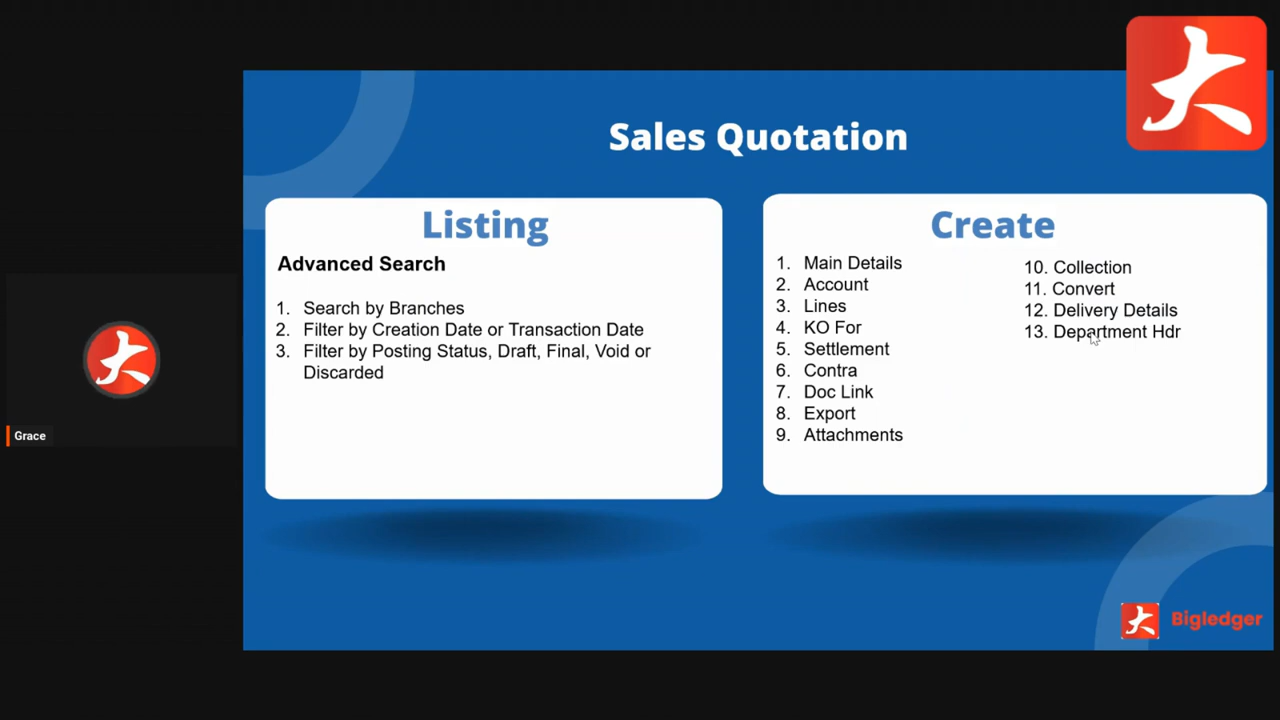 Sales Quotation
Listing
Advanced Search
1. Search by Branches
2. Filter by Creation Date or Transaction Date
3. Filter by Posting Status, Draft, Final, Void or
Discarded
Create
1. Main Details
2. Account
3. Lines
4. KO For
5. Settlement
6. Contra
7. Doc Link
8. Export
9. Attachments
10. Collection
11. Convert
12. Delivery Details
13. Department Hdr
Grace
Bigledger